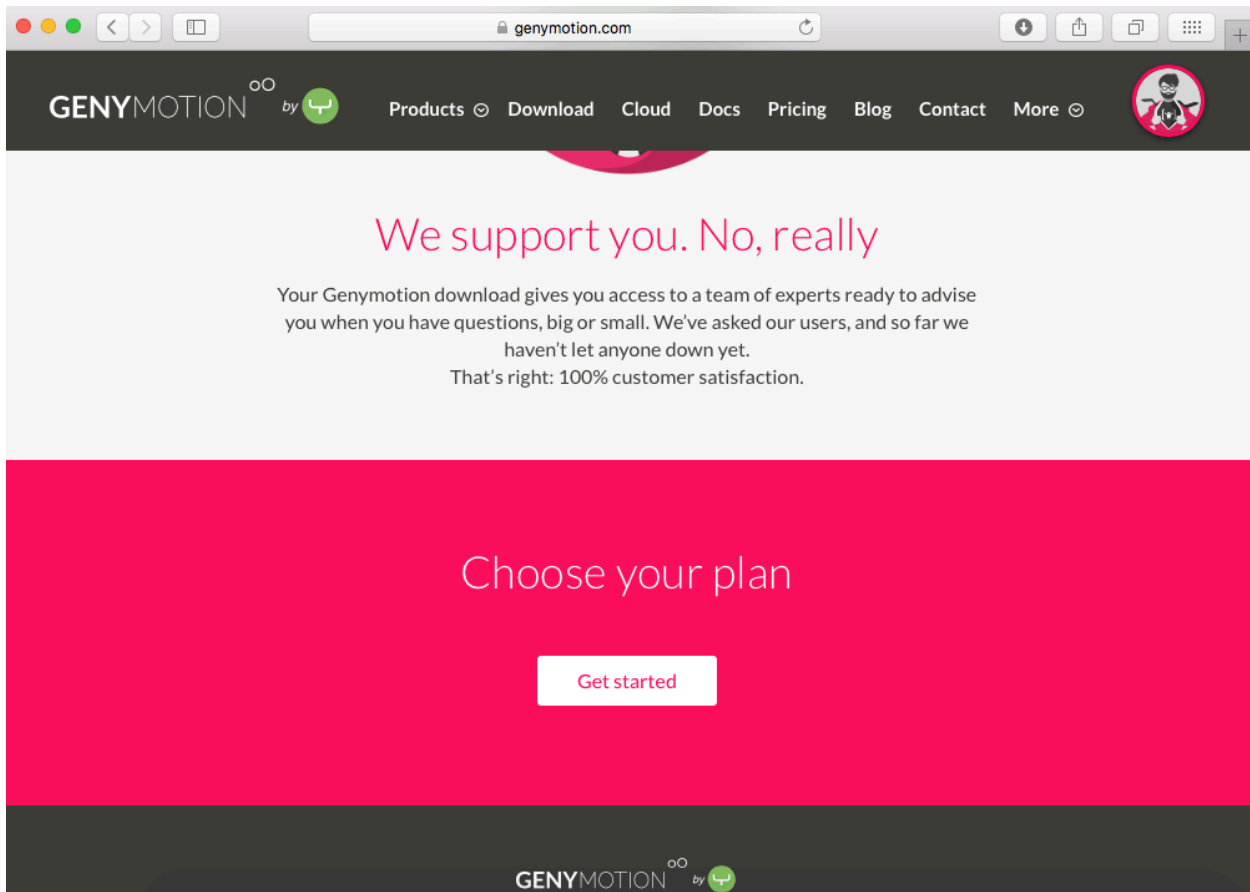 genymotion.com
GENYMOTION by
Products Download Cloud Docs Pricing Blog Contact More
We support you. No, really
Your Genymotion download gives you access to a team of experts ready to advise
you when you have questions, big or small. We’ve asked our users, and so far we
haven’t let anyone down yet.
That’s right: 100% customer satisfaction.
Choose your plan
Get started
GENYMOTION by